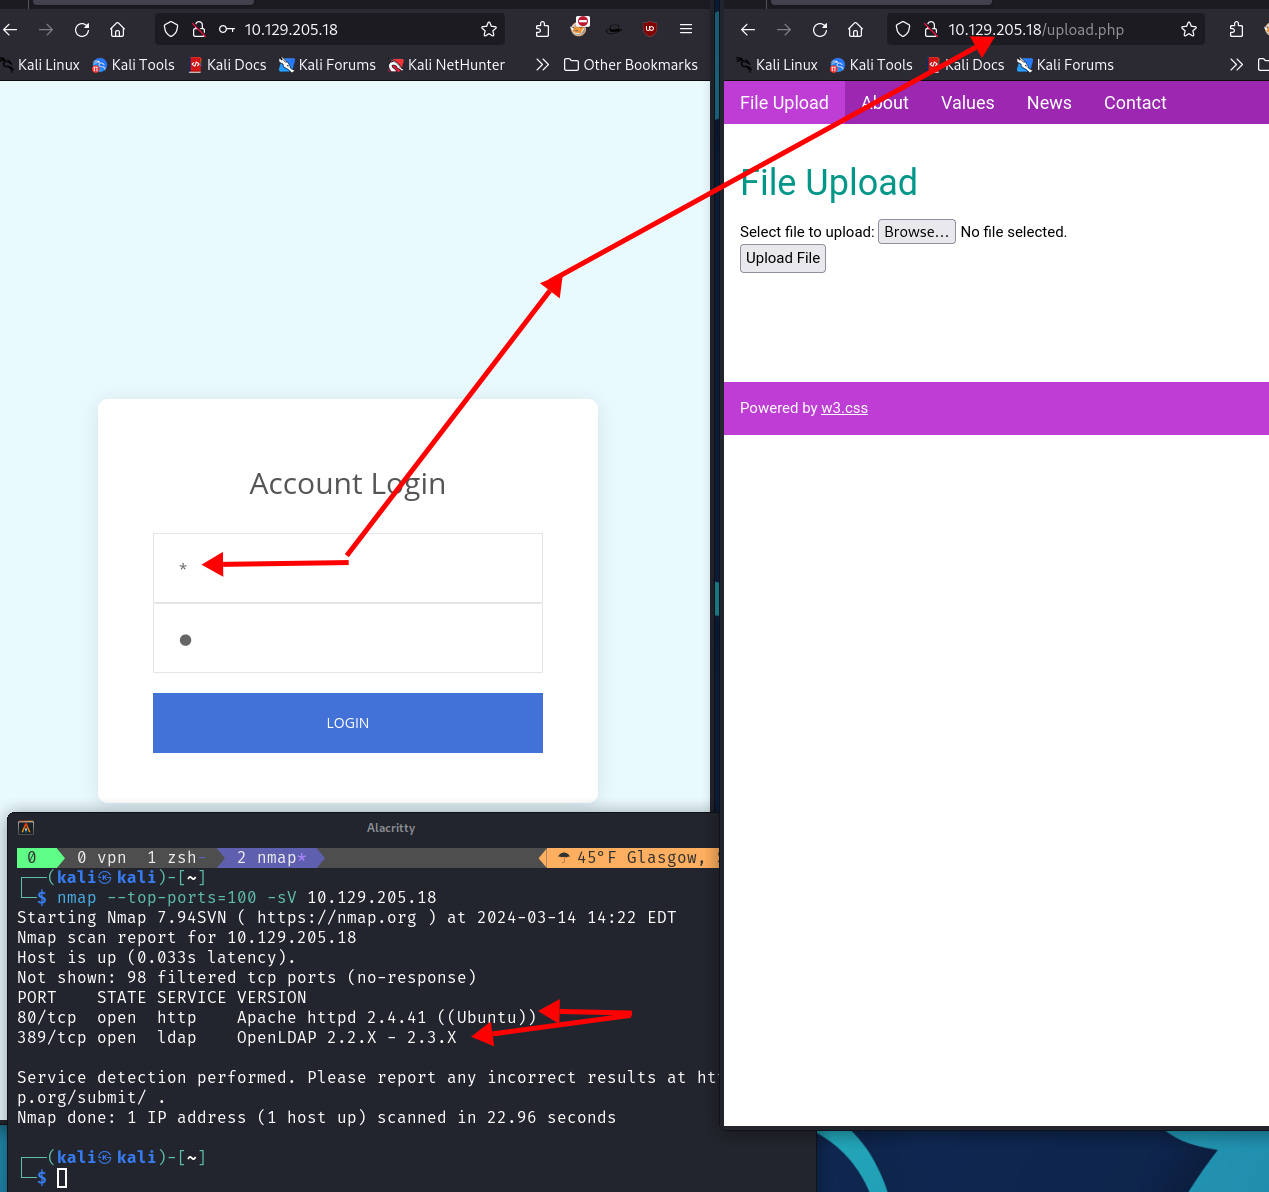 10.129.205.18
Kali Linux Kali Tools Kali Docs Kali Forums Kali NetHunter Other Bookmarks
Account Login
*
LOGIN
10.129.205.18/upload.php
Kali Linux Kali Tools Kali Docs Kali Forums
File Upload About Values News Contact
File Upload
Select file to upload: Browse... No file selected.
Upload File
Powered by w3.css
Alacritty
0 0 vpn 1 zsh- 2 nmap* 45°F Glasgow,
┌──(kali㉿kali)-[~]
└─$ nmap --top-ports=100 -sV 10.129.205.18
Starting Nmap 7.94SVN ( https://nmap.org ) at 2024-03-14 14:22 EDT
Nmap scan report for 10.129.205.18
Host is up (0.033s latency).
Not shown: 98 filtered tcp ports (no-response)
PORT    STATE SERVICE VERSION
80/tcp  open  http    Apache httpd 2.4.41 ((Ubuntu))
389/tcp open  ldap    OpenLDAP 2.2.X - 2.3.X
Service detection performed. Please report any incorrect results at
p.org/submit/ .
Nmap done: 1 IP address (1 host up) scanned in 22.96 seconds
┌──(kali㉿kali)-[~]
└─$